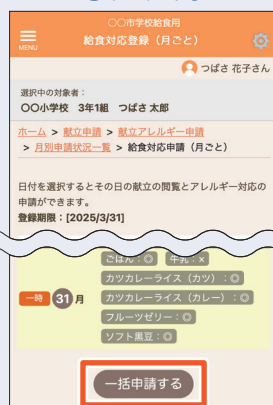 〇〇市学校給食用
給食対応登録（月ごと）
MENU
つばさ 花子さん
選択中の対象者：
〇〇小学校 3年1組 つばさ 太郎
ホーム > 献立申請 > 献立アレルギー申請
> 月別申請状況一覧 > 給食対応申請（月ごと）
日付を選択するとその日の献立の閲覧とアレルギー対応の
申請ができます。
登録期限：[2025/3/31]
ごはん：◎ 牛乳：×
カツカレーライス（カツ）：◎
一時 31 月 カツカレーライス（カレー）：◎
フルーツゼリー：◎
ソフト黒豆：◎
一括申請する